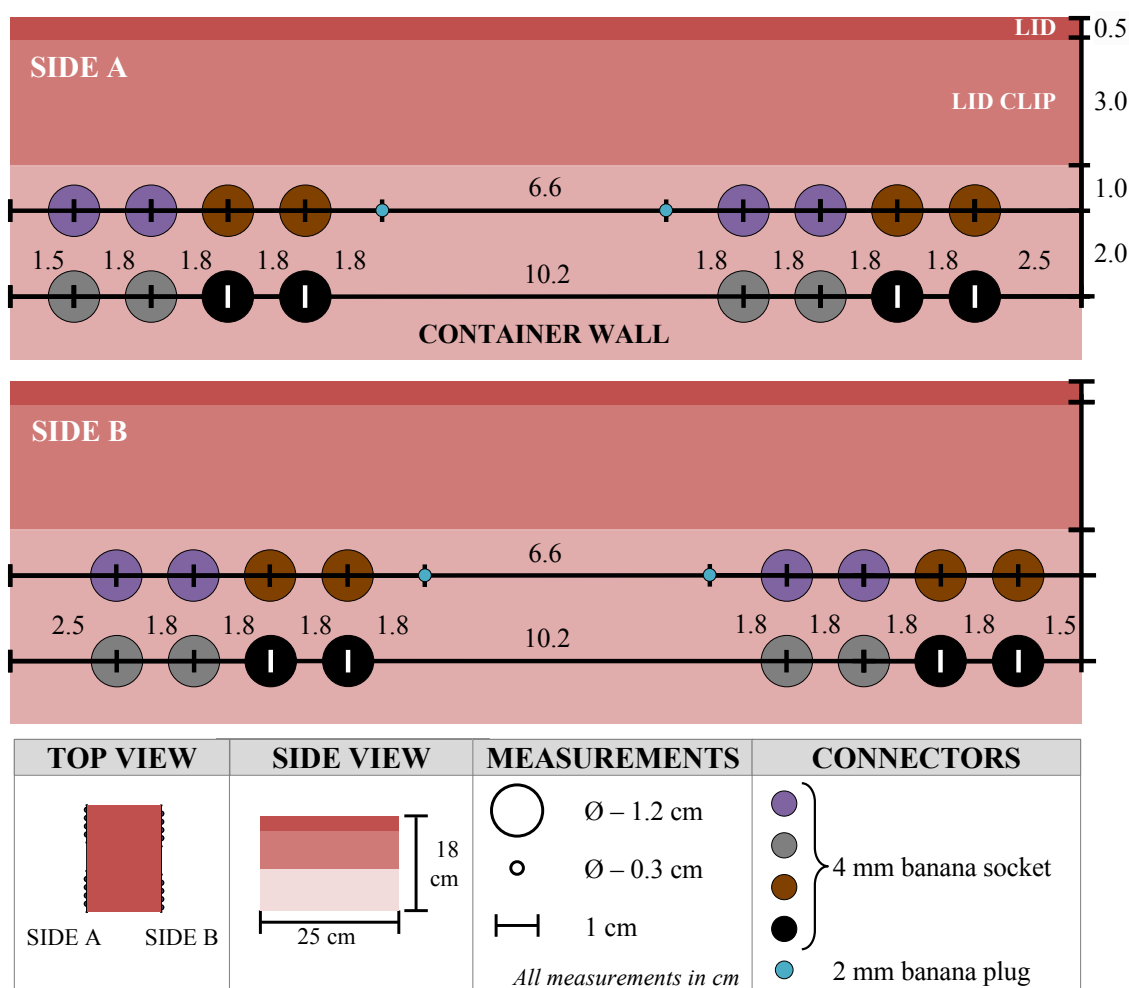 LID 0.5
SIDE A
LID CLIP 3.0
6.6 1.0
1.5 1.8 1.8 1.8 1.8 10.2 1.8 1.8 1.8 1.8 2.5 2.0
CONTAINER WALL
SIDE B
6.6
2.5 1.8 1.8 1.8 1.8 10.2 1.8 1.8 1.8 1.8 1.5
TOP VIEW
SIDE A SIDE B
SIDE VIEW
18
cm
25 cm
MEASUREMENTS
Ø – 1.2 cm
Ø – 0.3 cm
1 cm
All measurements in cm
CONNECTORS
4 mm banana socket
2 mm banana plug